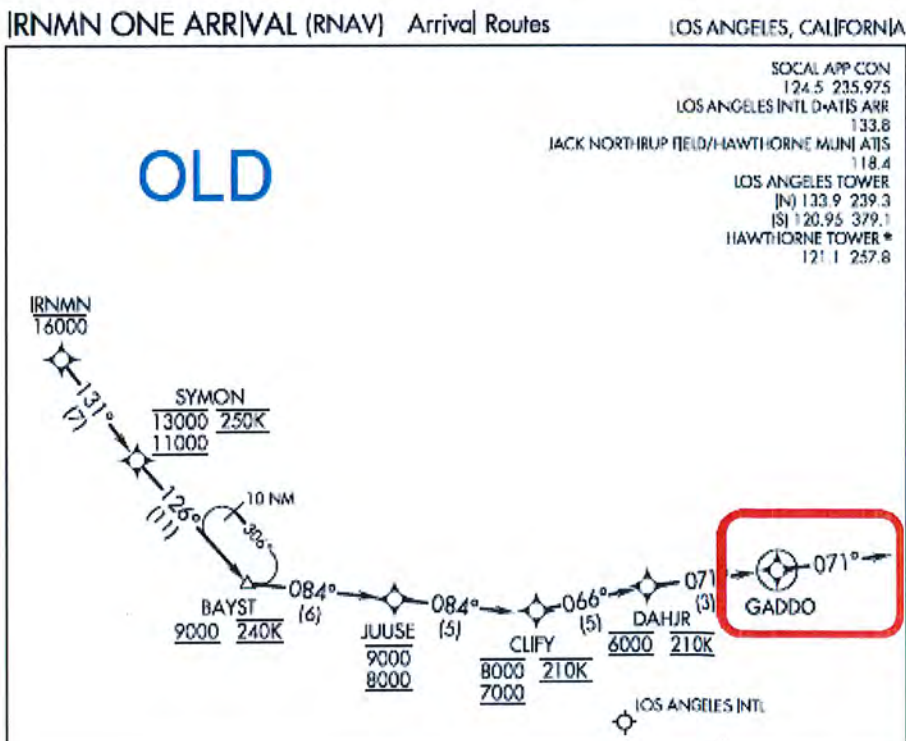 IRNMN ONE ARRIVAL (RNAV) Arrival Routes LOS ANGELES, CALIFORNIA
SOCAL APP CON
124.5 235.975
LOS ANGELES INTL D-ATIS ARR
133.8
JACK NORTHRUP FIELD/HAWTHORNE MUNI ATIS
118.4
LOS ANGELES TOWER
(N) 133.9 239.3
(S) 120.95 379.1
HAWTHORNE TOWER *
121.1 257.8
OLD
IRNMN
16000
131°
(7)
SYMON
13000 250K
11000
126°
(11)
10 NM
306°
BAYST
9000 240K
084°
(6)
JUUSE
9000
8000
084°
(5)
CLIFY
8000 210K
7000
066°
(5)
DAHJR
6000 210K
071°
(3)
GADDO
071°
LOS ANGELES INTL